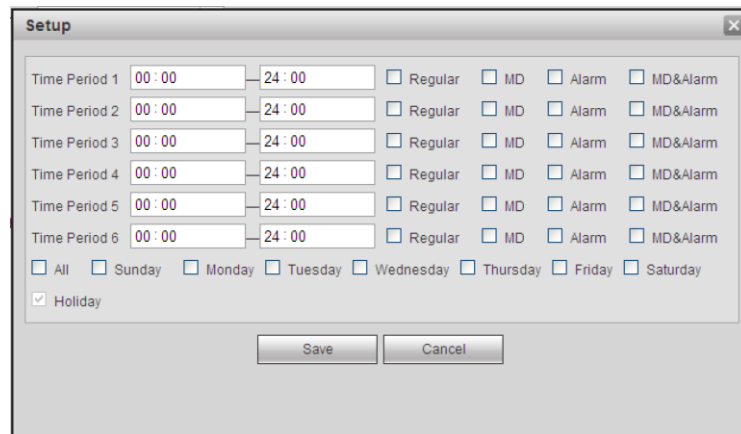 Setup
Time Period 1 00:00 — 24:00 Regular MD Alarm MD&Alarm
Time Period 2 00:00 — 24:00 Regular MD Alarm MD&Alarm
Time Period 3 00:00 — 24:00 Regular MD Alarm MD&Alarm
Time Period 4 00:00 — 24:00 Regular MD Alarm MD&Alarm
Time Period 5 00:00 — 24:00 Regular MD Alarm MD&Alarm
Time Period 6 00:00 — 24:00 Regular MD Alarm MD&Alarm
All Sunday Monday Tuesday Wednesday Thursday Friday Saturday
Holiday
Save Cancel